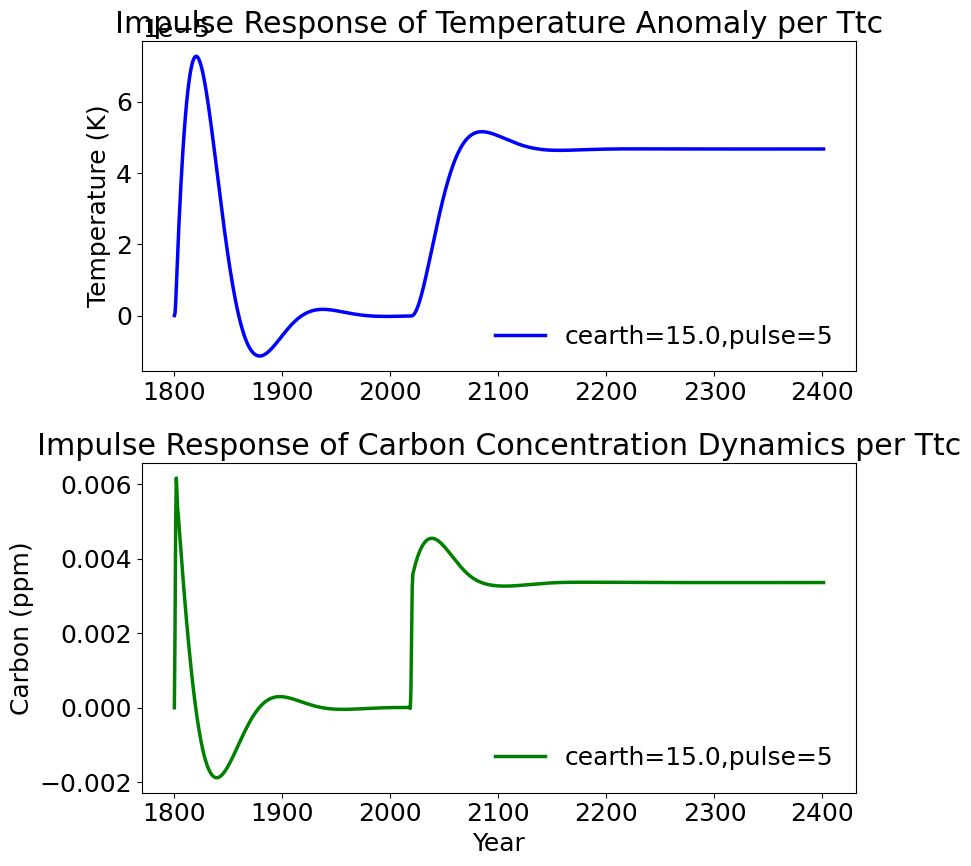 Impulse Response of Temperature Anomaly per Ttc
1e−5
Temperature (K)
6
4
2
0
cearth=15.0,pulse=5
1800 1900 2000 2100 2200 2300 2400
Impulse Response of Carbon Concentration Dynamics per Ttc
Carbon (ppm)
0.006
0.004
0.002
0.000
−0.002
cearth=15.0,pulse=5
1800 1900 2000 2100 2200 2300 2400
Year